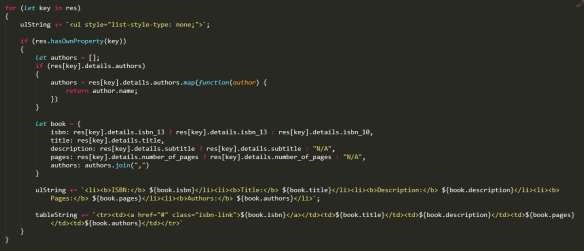 for (let key in res)
{
ulString += `<ul style="list-style-type: none;">`;
if (res.hasOwnProperty(key))
{
let authors = [];
if (res[key].details.authors)
{
authors = res[key].details.authors.map(function(author) {
return author.name;
})
}
let book = {
isbn: res[key].details.isbn_13 ? res[key].details.isbn_13 : res[key].details.isbn_10,
title: res[key].details.title,
description: res[key].details.subtitle ? res[key].details.subtitle : "N/A",
pages: res[key].details.number_of_pages ? res[key].details.number_of_pages : "N/A",
authors: authors.join(",")
}
ulString += `<li><b>ISBN:</b> ${book.isbn}</li><li><b>Title:</b> ${book.title}</li><li><b>Description:</b> ${book.description}</li><li><b>
Pages:</b> ${book.pages}</li><li><b>Authors:</b> ${book.authors}</li>`;
tableString += `<tr><td><a href="#" class="isbn-link">${book.isbn}</a></td><td>${book.title}</td><td>${book.description}</td><td>${book.pages}
</td><td>${book.authors}</td></tr>`
}
}